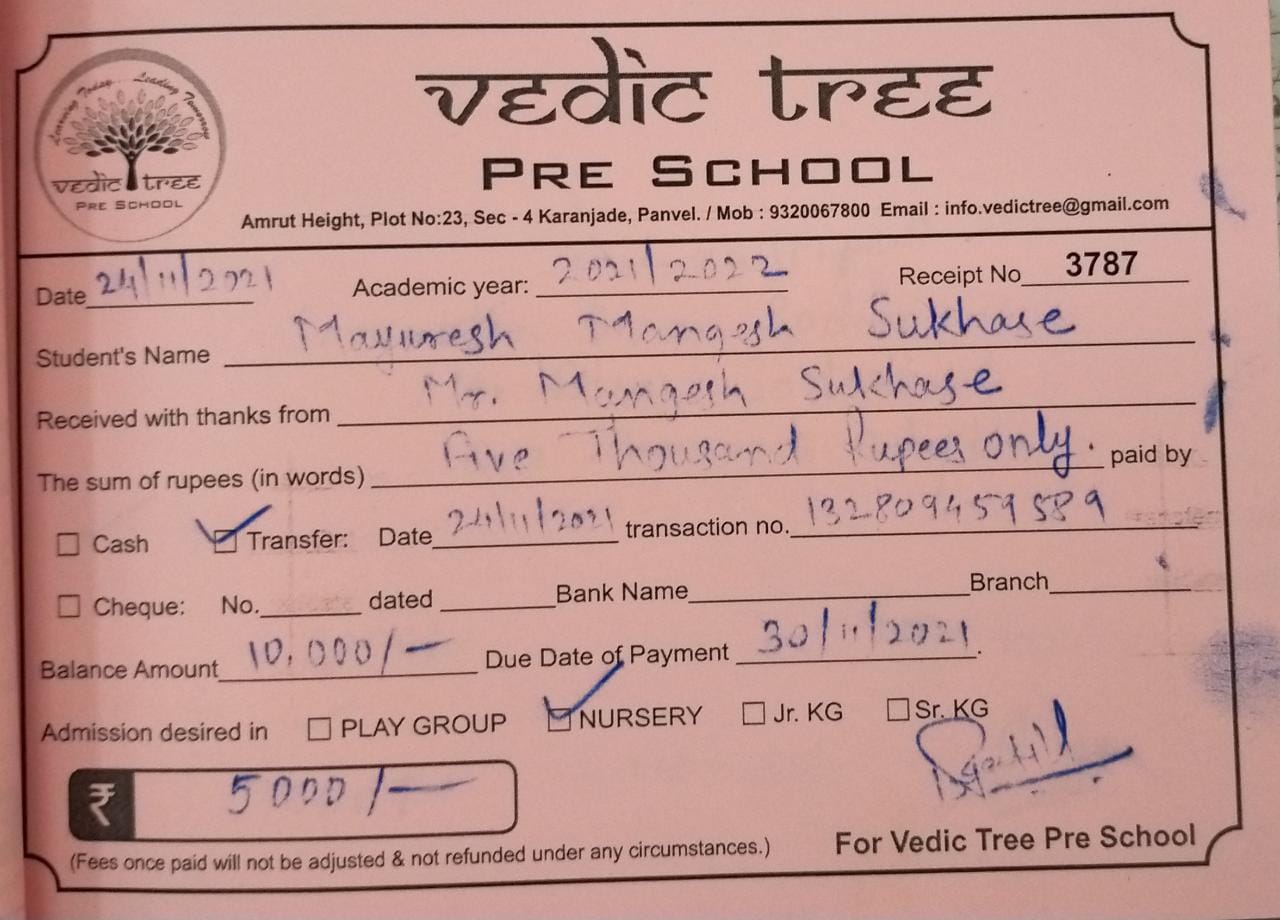 Learning Today... Leading Tomorrow
vedic tree
PRE SCHOOL
vedic tree
PRE SCHOOL
Amrut Height, Plot No:23, Sec - 4 Karanjade, Panvel. / Mob : 9320067800 Email : info.vedictree@gmail.com
Date 24/11/2021 Academic year: 2021/2022 Receipt No 3787
Student's Name Mayuresh Mangesh Sukhase
Received with thanks from Mr. Mangesh Sukhase
The sum of rupees (in words) Five Thousand Rupees only. paid by
Cash Transfer: Date 24/11/2021 transaction no. 132809459589
Cheque: No. dated Bank Name Branch
Balance Amount 10,000/- Due Date of Payment 30/11/2021.
Admission desired in PLAY GROUP NURSERY Jr. KG Sr. KG
₹ 5000/-
(Fees once paid will not be adjusted & not refunded under any circumstances.) For Vedic Tree Pre School